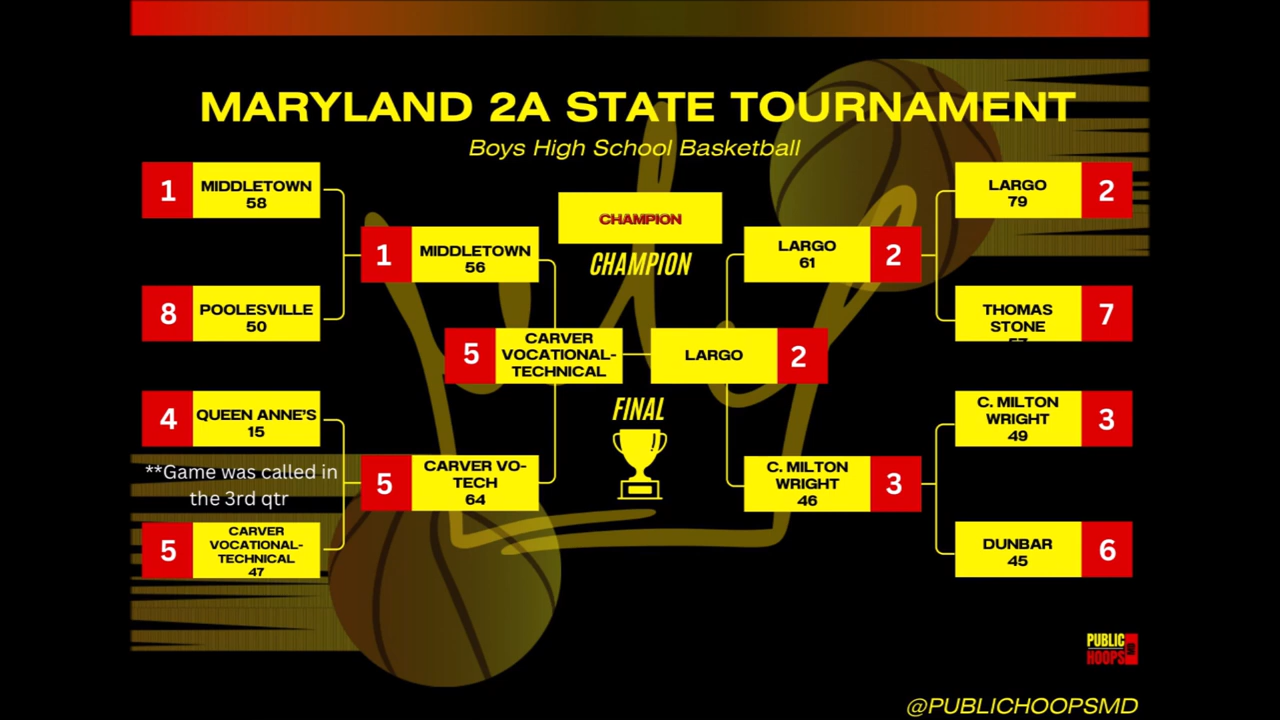 MARYLAND 2A STATE TOURNAMENT
Boys High School Basketball
1
MIDDLETOWN
58
8
POOLESVILLE
50
4
QUEEN ANNE'S
15
**Game was called in
the 3rd qtr
5
CARVER
VOCATIONAL-
TECHNICAL
47
1
MIDDLETOWN
56
5
CARVER VO-
TECH
64
5
CARVER
VOCATIONAL-
TECHNICAL
CHAMPION
CHAMPION
FINAL
LARGO
2
LARGO
61
2
C. MILTON
WRIGHT
46
3
LARGO
79
2
THOMAS
STONE
7
C. MILTON
WRIGHT
49
3
DUNBAR
45
6
PUBLIC
HOOPS
@PUBLICHOOPSMD